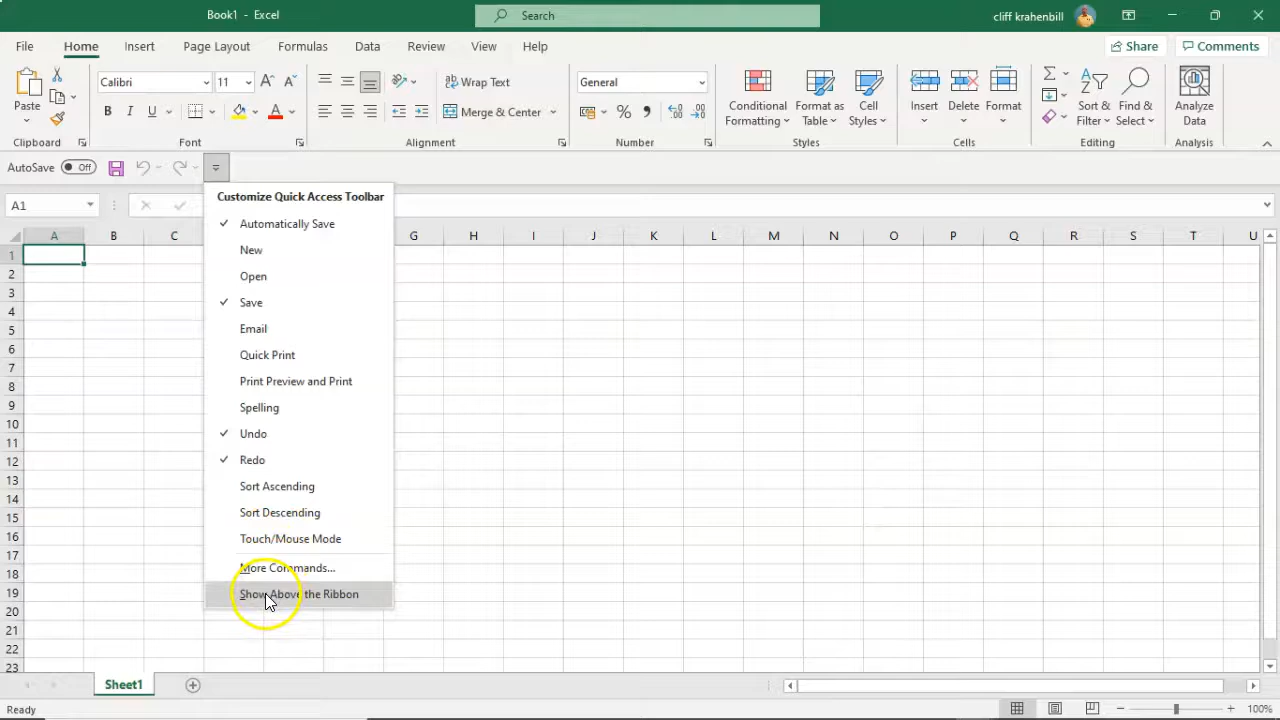 Book1 - Excel
Search
cliff krahenbill
File Home Insert Page Layout Formulas Data Review View Help
Share Comments
Paste
Calibri 11
B I U
A A
Wrap Text
Merge & Center
General
% ,
Conditional Formatting
Format as Table
Cell Styles
Insert Delete Format
Sort & Filter
Find & Select
Analyze Data
Clipboard Font Alignment Number Styles Cells Editing Analysis
AutoSave Off
A1
Customize Quick Access Toolbar
Automatically Save
New
Open
Save
Email
Quick Print
Print Preview and Print
Spelling
Undo
Redo
Sort Ascending
Sort Descending
Touch/Mouse Mode
More Commands...
Show Above the Ribbon
A B C G H I J K L M N O P Q R S T U
1
2
3
4
5
6
7
8
9
10
11
12
13
14
15
16
17
18
19
20
21
22
23
Sheet1
Ready
100%